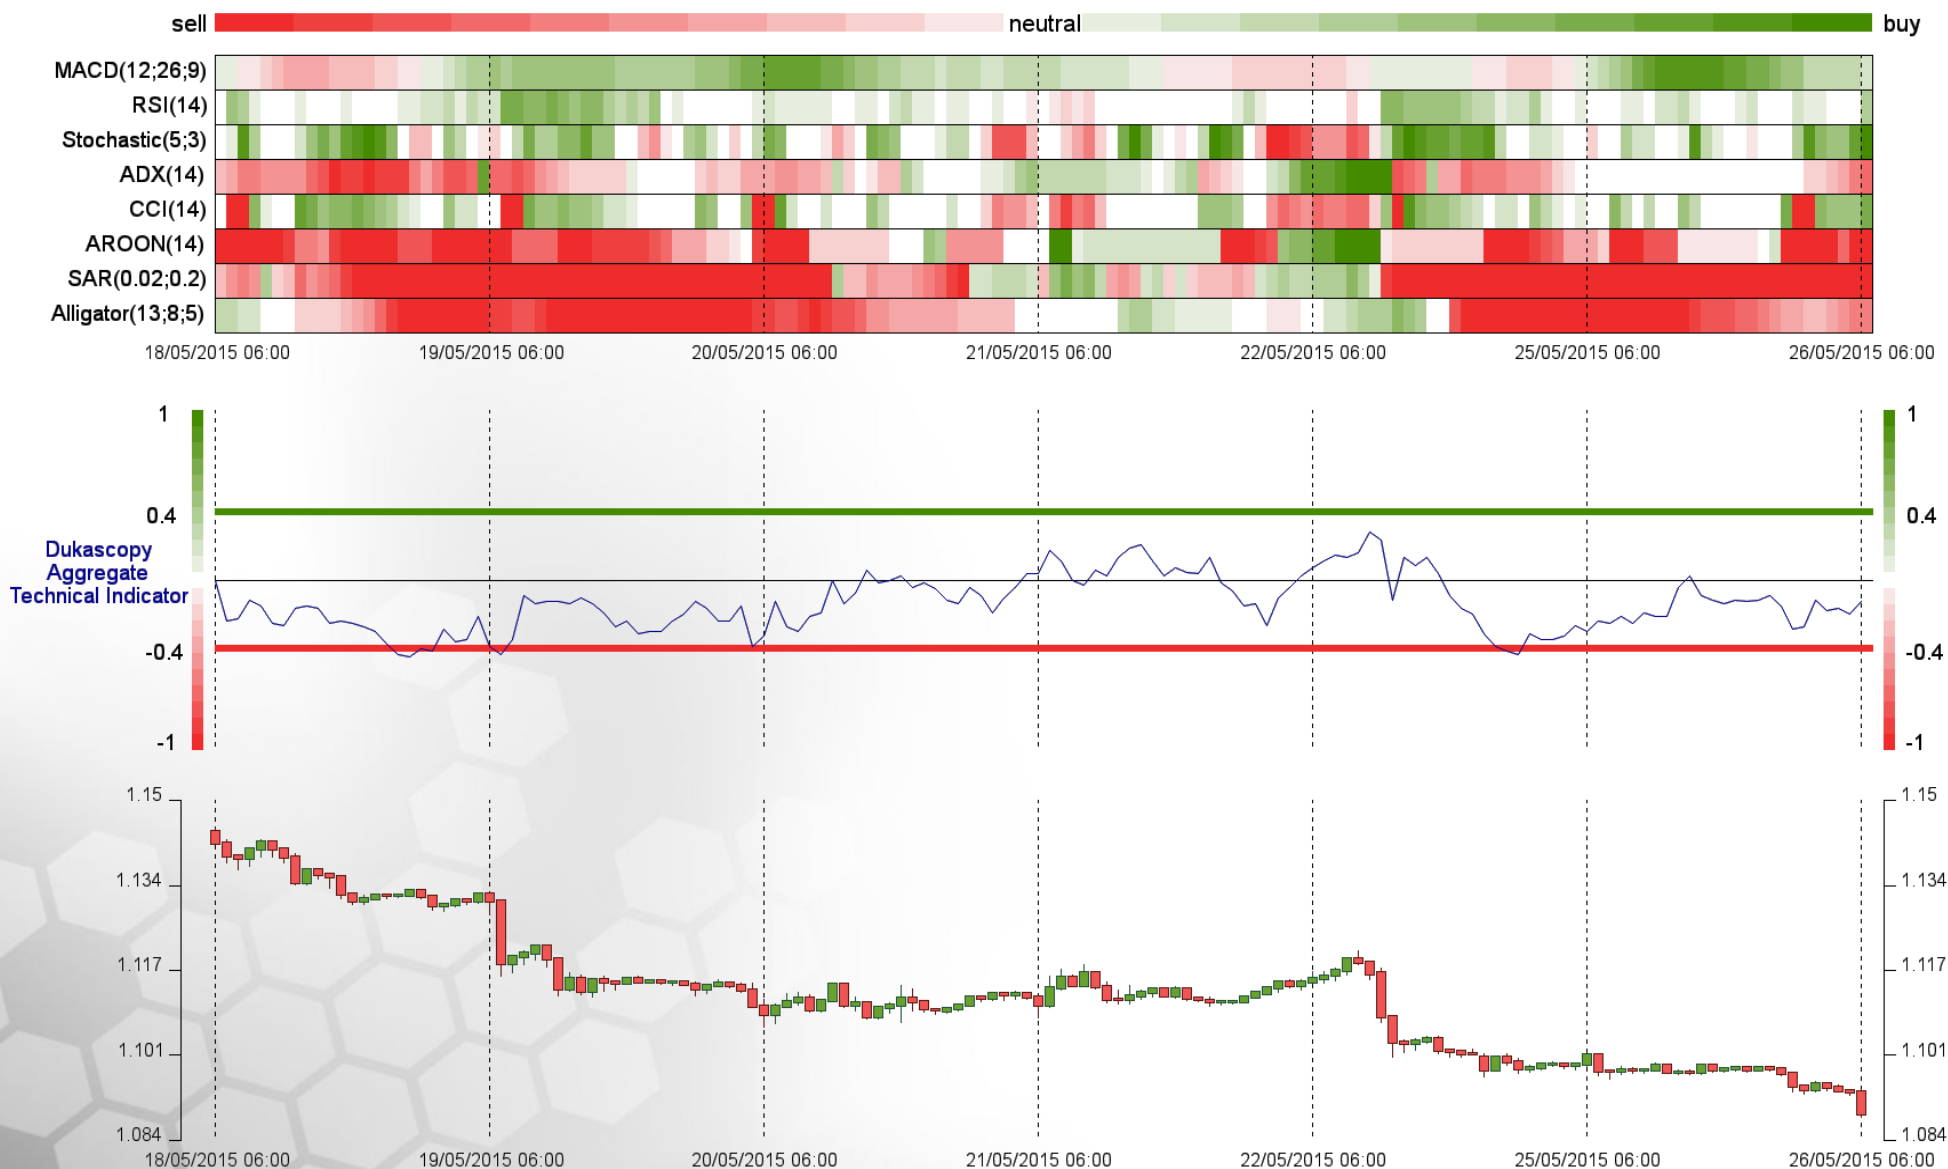 sell neutral buy
MACD(12;26;9)
RSI(14)
Stochastic(5;3)
ADX(14)
CCI(14)
AROON(14)
SAR(0.02;0.2)
Alligator(13;8;5)
18/05/2015 06:00 19/05/2015 06:00 20/05/2015 06:00 21/05/2015 06:00 22/05/2015 06:00 25/05/2015 06:00 26/05/2015 06:00
1 1
0.4 0.4
Dukascopy
Aggregate
Technical Indicator
-0.4 -0.4
-1 -1
1.15 1.15
1.134 1.134
1.117 1.117
1.101 1.101
1.084 1.084
18/05/2015 06:00 19/05/2015 06:00 20/05/2015 06:00 21/05/2015 06:00 22/05/2015 06:00 25/05/2015 06:00 26/05/2015 06:00